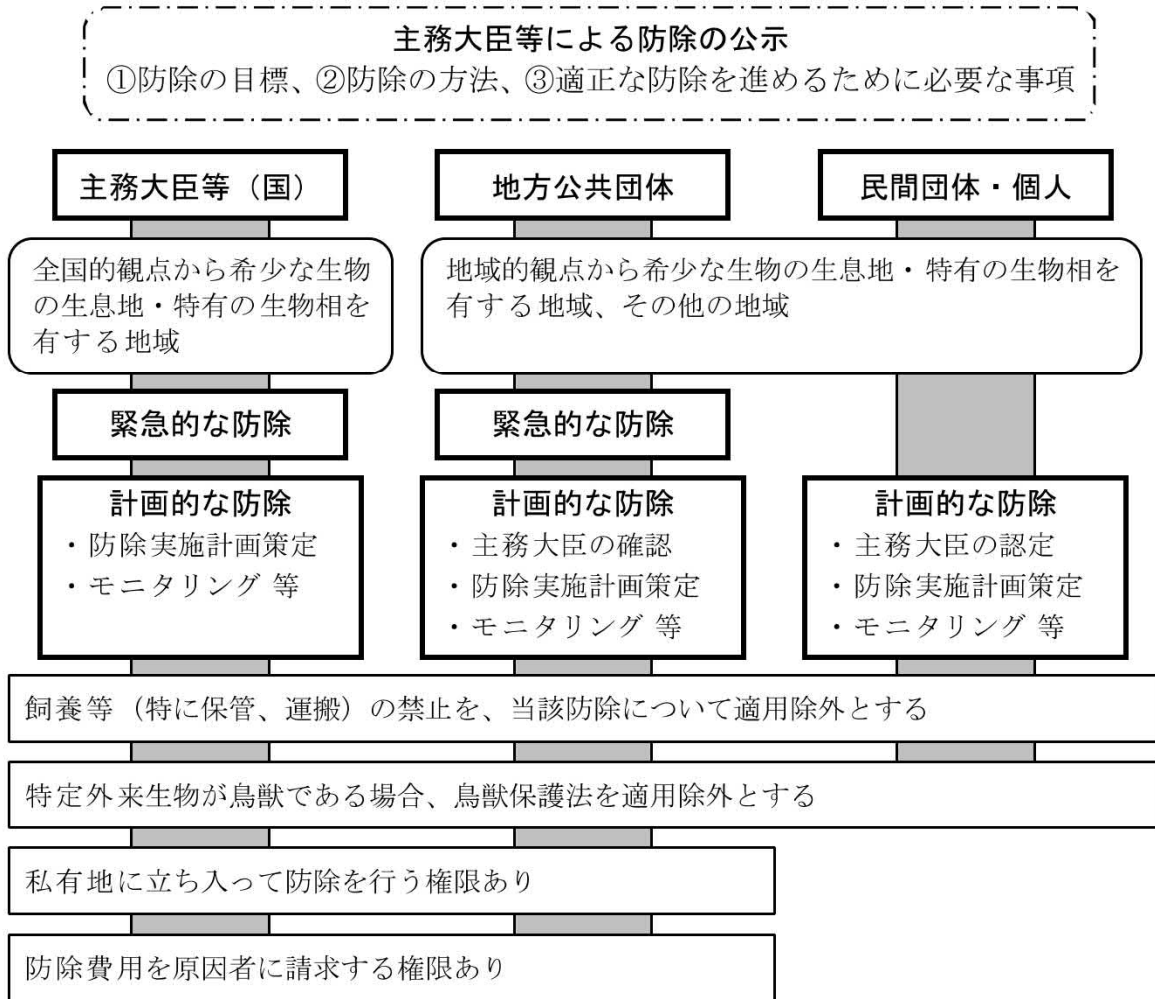 主務大臣等による防除の公示
①防除の目標、②防除の方法、③適正な防除を進めるために必要な事項
主務大臣等（国）
地方公共団体
民間団体・個人
全国的観点から希少な生物
の生息地・特有の生物相を
有する地域
地域的観点から希少な生物の生息地・特有の生物相を
有する地域、その他の地域
緊急的な防除
緊急的な防除
計画的な防除
・防除実施計画策定
・モニタリング 等
計画的な防除
・主務大臣の確認
・防除実施計画策定
・モニタリング 等
計画的な防除
・主務大臣の認定
・防除実施計画策定
・モニタリング 等
飼養等（特に保管、運搬）の禁止を、当該防除について適用除外とする
特定外来生物が鳥獣である場合、鳥獣保護法を適用除外とする
私有地に立ち入って防除を行う権限あり
防除費用を原因者に請求する権限あり